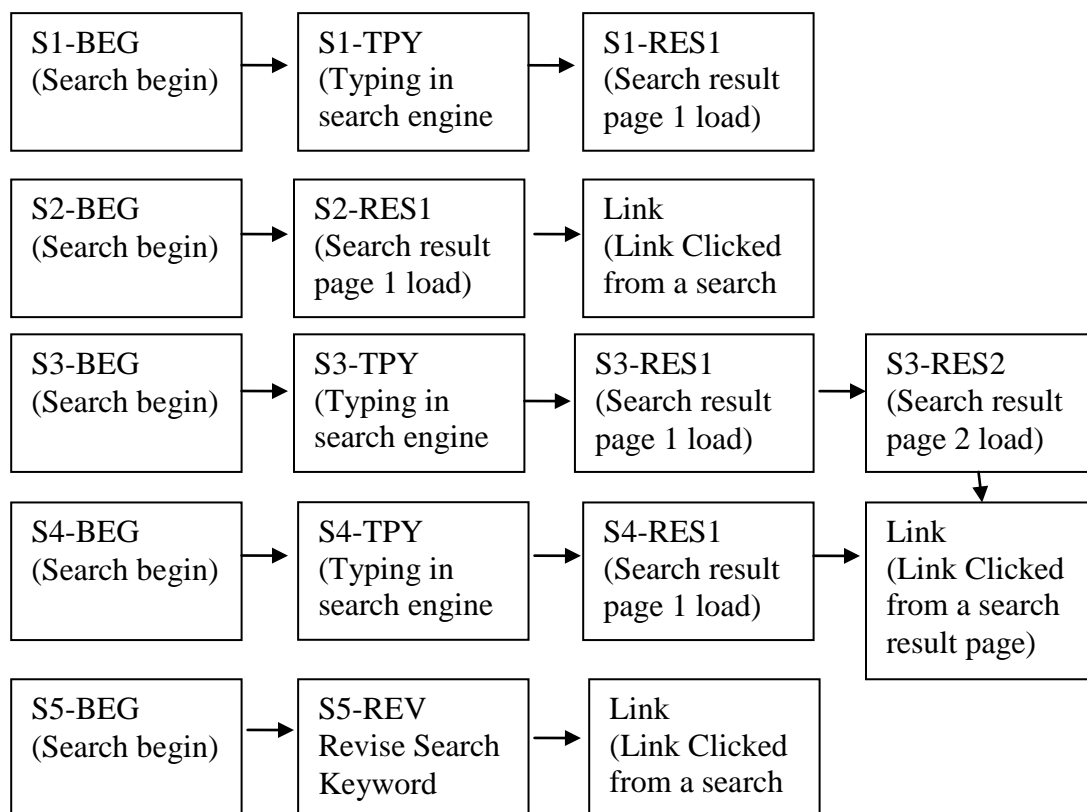 S1-BEG
(Search begin)
S1-TPY
(Typing in
search engine
S1-RES1
(Search result
page 1 load)
S2-BEG
(Search begin)
S2-RES1
(Search result
page 1 load)
Link
(Link Clicked
from a search
S3-BEG
(Search begin)
S3-TPY
(Typing in
search engine
S3-RES1
(Search result
page 1 load)
S3-RES2
(Search result
page 2 load)
S4-BEG
(Search begin)
S4-TPY
(Typing in
search engine
S4-RES1
(Search result
page 1 load)
Link
(Link Clicked
from a search
result page)
S5-BEG
(Search begin)
S5-REV
Revise Search
Keyword
Link
(Link Clicked
from a search